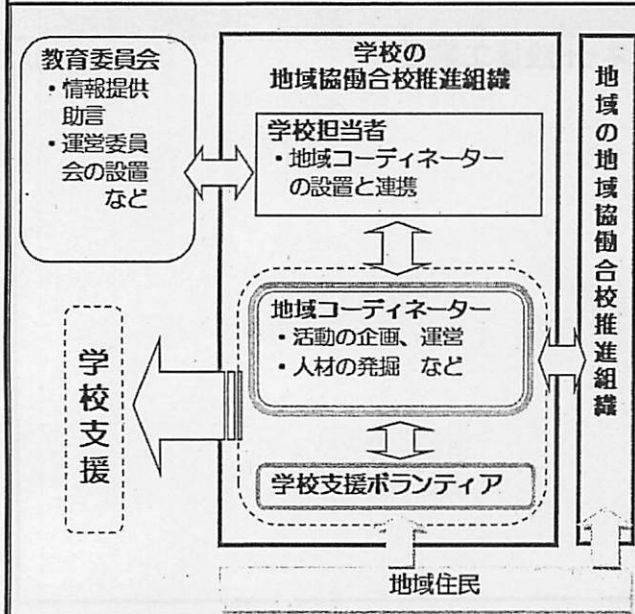 教育委員会
・情報提供
助言
・運営委員
会の設置
など
学校の
地域協働合校推進組織
学校担当者
・地域コーディネーター
の設置と連携
地域コーディネーター
・活動の企画、運営
・人材の発掘 など
学校支援ボランティア
学校支援
地域の地域協働合校推進組織
地域住民